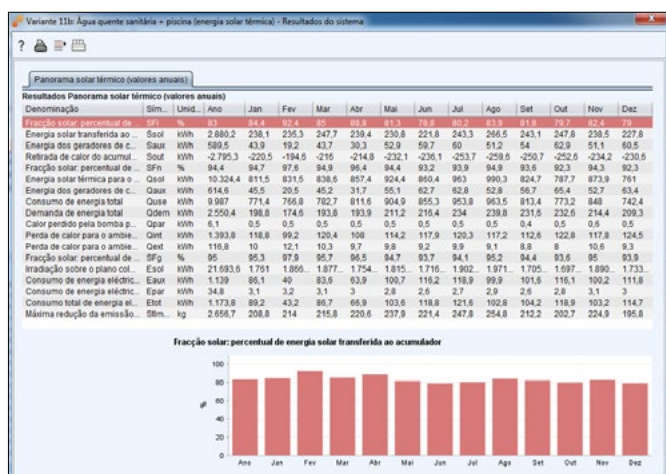 Variante 11b: Água quente sanitária + piscina (energia solar térmica) - Resultados do sistema
?
Panorama solar térmico (valores anuais)
Resultados Panorama solar térmico (valores anuais)
Denominação Sím... Unid... Ano Jan Fev Mar Abr Mai Jun Jul Ago Set Out Nov Dez
Fracção solar: percentual de ... SFi % 83 84,4 92,4 85 88,8 81,3 78,8 80,2 83,9 81,8 79,7 82,4 79
Energia solar transferida ao ... Ssol kWh 2.880,2 238,1 235,3 247,7 239,4 230,8 221,8 243,3 266,5 243,1 247,8 238,5 227,8
Energia dos geradores de c... Saux kWh 589,5 43,9 19,2 43,7 30,3 52,9 59,7 60 51,2 54 62,9 51,1 60,5
Retirada de calor do acumul... Sout kWh -2.795,3 -220,5 -194,6 -216 -214,8 -232,1 -236,1 -253,7 -259,6 -250,7 -252,6 -234,2 -230,6
Fracção solar: percentual de ... SFn % 94,4 94,7 97,6 94,9 96,4 94,4 93,2 93,9 94,9 93,6 92,3 94,3 92,3
Energia solar térmica para o ... Qsol kWh 10.324,4 811,5 831,5 838,6 857,4 924,4 860,4 963 990,3 824,7 787,7 873,9 761
Energia dos geradores de c... Qaux kWh 614,6 45,5 20,5 45,2 31,7 55,1 62,7 62,8 52,8 56,7 65,4 52,7 63,4
Consumo de energia total Quse kWh 9.987 771,4 766,8 782,7 811,6 904,9 855,3 953,8 963,5 813,4 773,2 848 742,4
Demanda de energia total Qdem kWh 2.550,4 198,8 174,6 193,8 193,9 211,2 216,4 234 239,8 231,6 232,6 214,4 209,3
Calor perdido pela bomba p... Qpar kWh 6,1 0,5 0,5 0,5 0,5 0,5 0,5 0,5 0,5 0,4 0,5 0,6 0,5
Perda de calor para o ambie... Qint kWh 1.393,8 118,8 99,2 120,4 108 114,2 117,9 120,3 117,2 112,6 122,8 117,8 124,5
Perda de calor para o ambie... Qext kWh 116,8 10 12,1 10,3 9,7 9,8 9,2 9,9 9,1 8,8 8 10,6 9,3
Fracção solar: percentual de ... SFg % 95 95,3 97,9 95,7 96,5 94,7 93,7 94,1 95,2 94,4 93,6 95 93,9
Irradiação sobre o plano col... Esol kWh 21.693,6 1.761 1.866... 1.877... 1.754... 1.815... 1.716... 1.902... 1.971... 1.705... 1.697... 1.890... 1.733...
Consumo de energia eléctric... Eaux kWh 1.139 86,1 40 83,6 63,9 100,7 116,2 118,9 99,9 101,6 116,1 100,2 111,8
Consumo de energia eléctric... Epar kWh 34,8 3,1 3,2 3,1 3 2,8 2,6 2,7 2,9 2,6 2,8 3,1 3
Consumo total de energia el... Etot kWh 1.173,8 89,2 43,2 86,7 66,9 103,6 118,8 121,6 102,8 104,2 118,9 103,2 114,7
Máxima redução da emissão... kg 2.656,7 208,8 214 215,8 220,6 237,9 221,4 247,8 254,8 212,2 202,7 224,9 195,8
Fracção solar: percentual de energia solar transferida ao acumulador
100
80
60
%
40
20
0
Ano Jan Fev Mar Abr Mai Jun Jul Ago Set Out Nov Dez